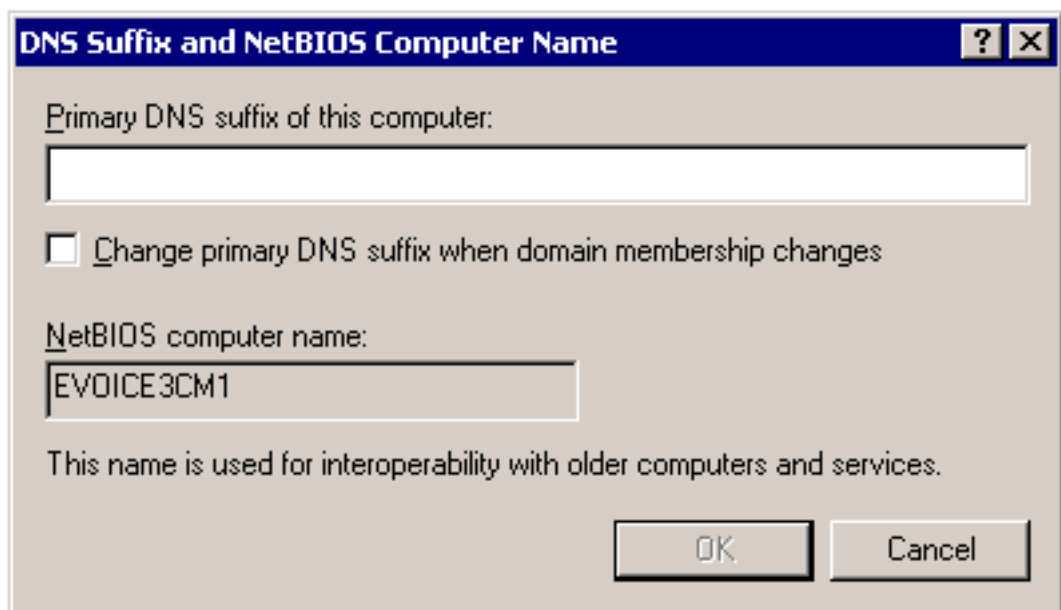 DNS Suffix and NetBIOS Computer Name
Primary DNS suffix of this computer:
Change primary DNS suffix when domain membership changes
NetBIOS computer name:
EVOICE3CM1
This name is used for interoperability with older computers and services.
OK Cancel